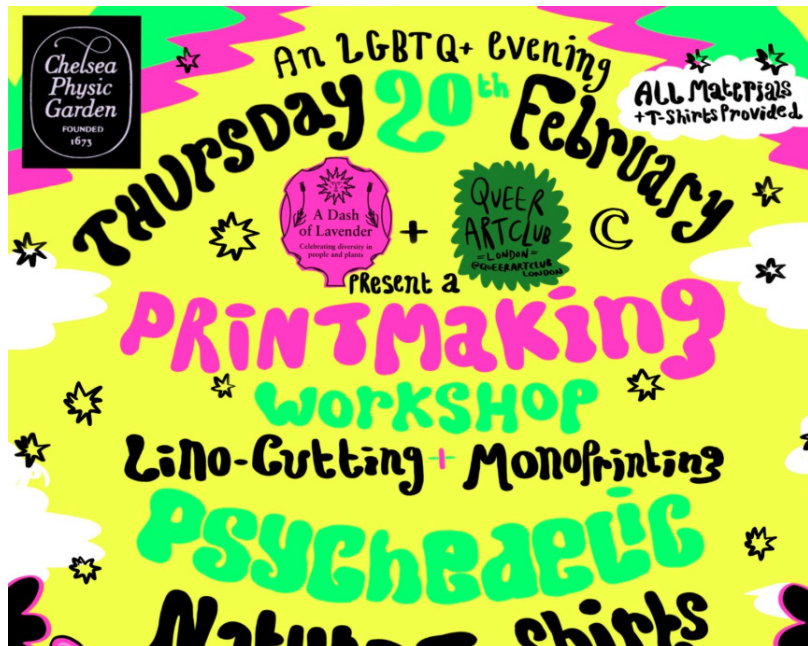 Chelsea
Physic
Garden
FOUNDED
1673
An LGBTQ+ evening
THURSDAY 20th February
ALL Materials
+T-shirts Provided
A Dash
of Lavender
Celebrating diversity in
people and plants
+
QUEER
ARTCLUB
=LONDON=
@QUEERARTCLUB
LONDON
present a
PRINTMaking
WORKSHOP
Lino-Cutting + Monoprinting
PSYChedelic